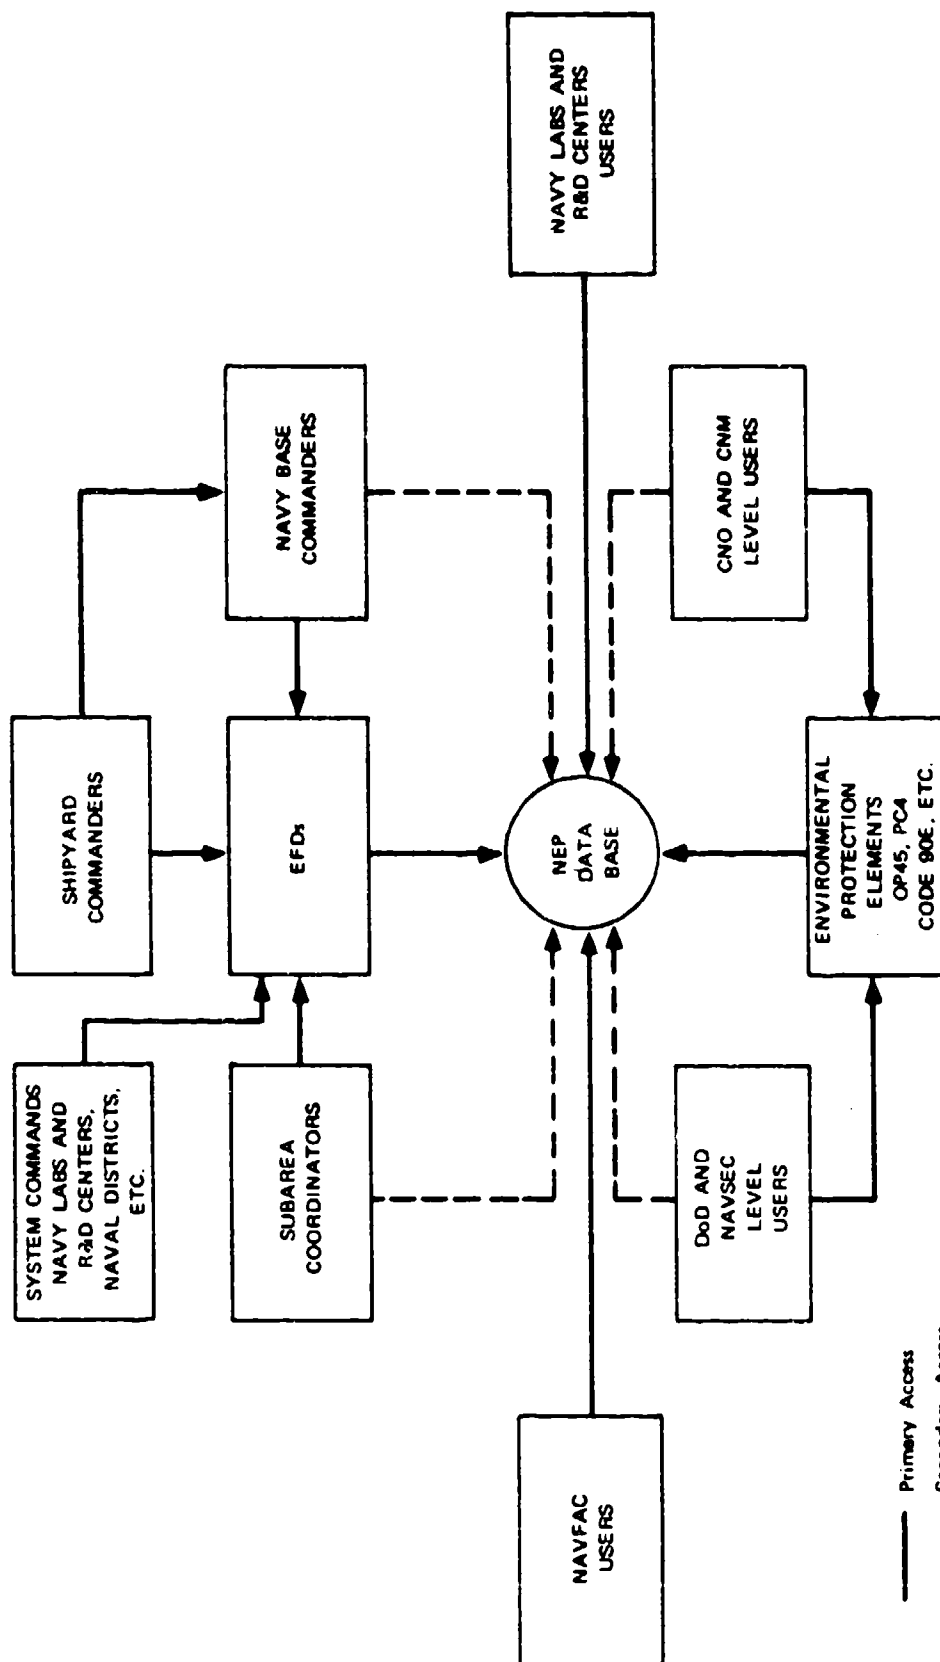 SYSTEM COMMANDS
NAVY LABS AND
R&D CENTERS,
NAVAL DISTRICTS,
ETC.
SHIPYARD
COMMANDERS
SUBAREA
COORDINATORS
EFDs
NAVY BASE
COMMANDERS
NAVFAC
USERS
NEP
DATA
BASE
NAVY LABS AND
R&D CENTERS
USERS
DoD AND
NAVSEC
LEVEL
USERS
ENVIRONMENTAL
PROTECTION
ELEMENTS
OP45, PC4
CODE 90E, ETC.
CNO AND CNM
LEVEL USERS
Primary Access